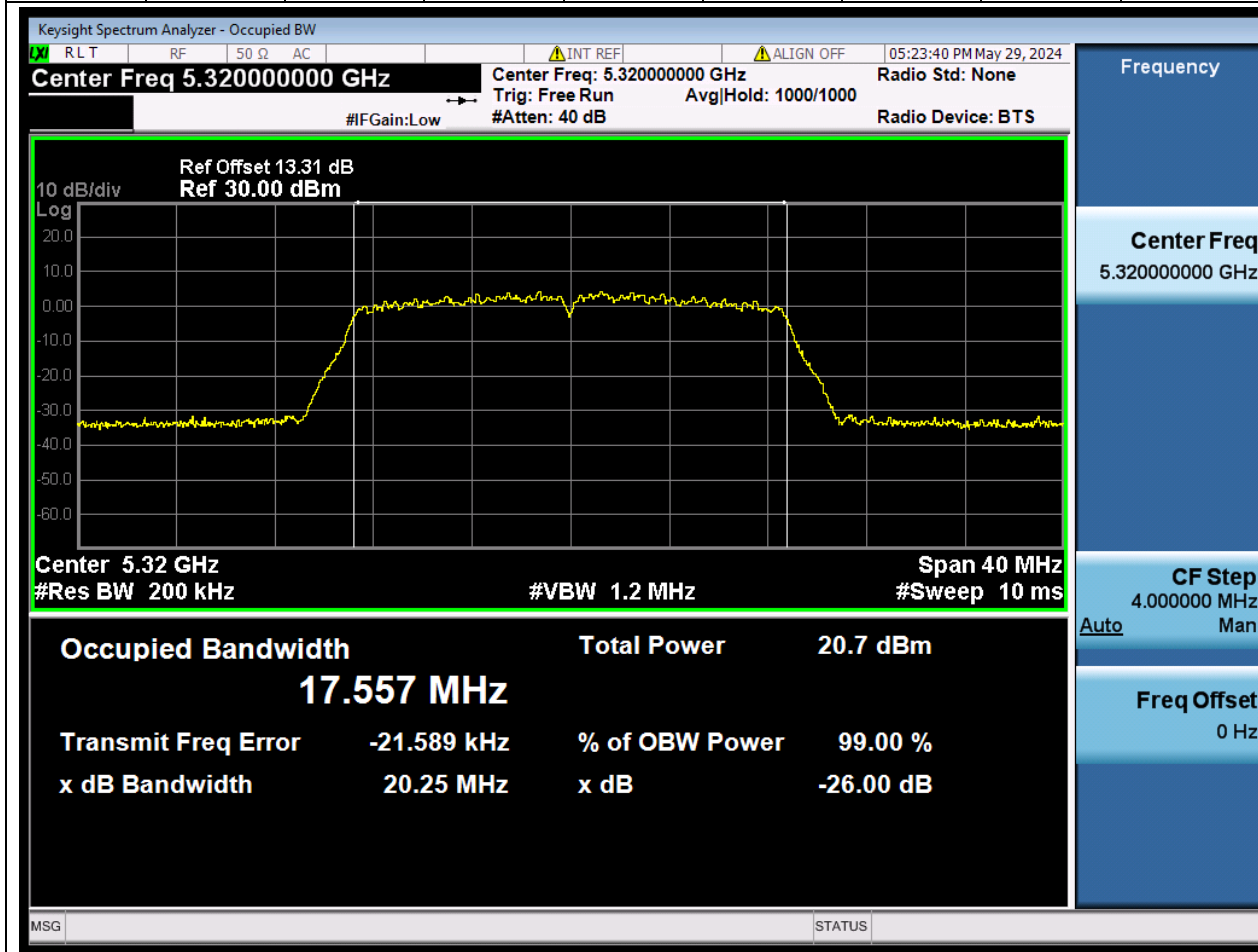 Keysight Spectrum Analyzer - Occupied BW
LXI RLT RF 50 Ω AC INT REF ALIGN OFF 05:23:40 PM May 29, 2024
Center Freq 5.320000000 GHz
Center Freq: 5.320000000 GHz Radio Std: None
Trig: Free Run Avg|Hold: 1000/1000
#IFGain:Low #Atten: 40 dB Radio Device: BTS
Ref Offset 13.31 dB
10 dB/div Ref 30.00 dBm
Log
20.0
10.0
0.00
-10.0
-20.0
-30.0
-40.0
-50.0
-60.0
Center 5.32 GHz Span 40 MHz
#Res BW 200 kHz #VBW 1.2 MHz #Sweep 10 ms
Occupied Bandwidth Total Power 20.7 dBm
17.557 MHz
Transmit Freq Error -21.589 kHz % of OBW Power 99.00 %
x dB Bandwidth 20.25 MHz x dB -26.00 dB
MSG STATUS
Frequency
Center Freq
5.320000000 GHz
CF Step
4.000000 MHz
Auto Man
Freq Offset
0 Hz